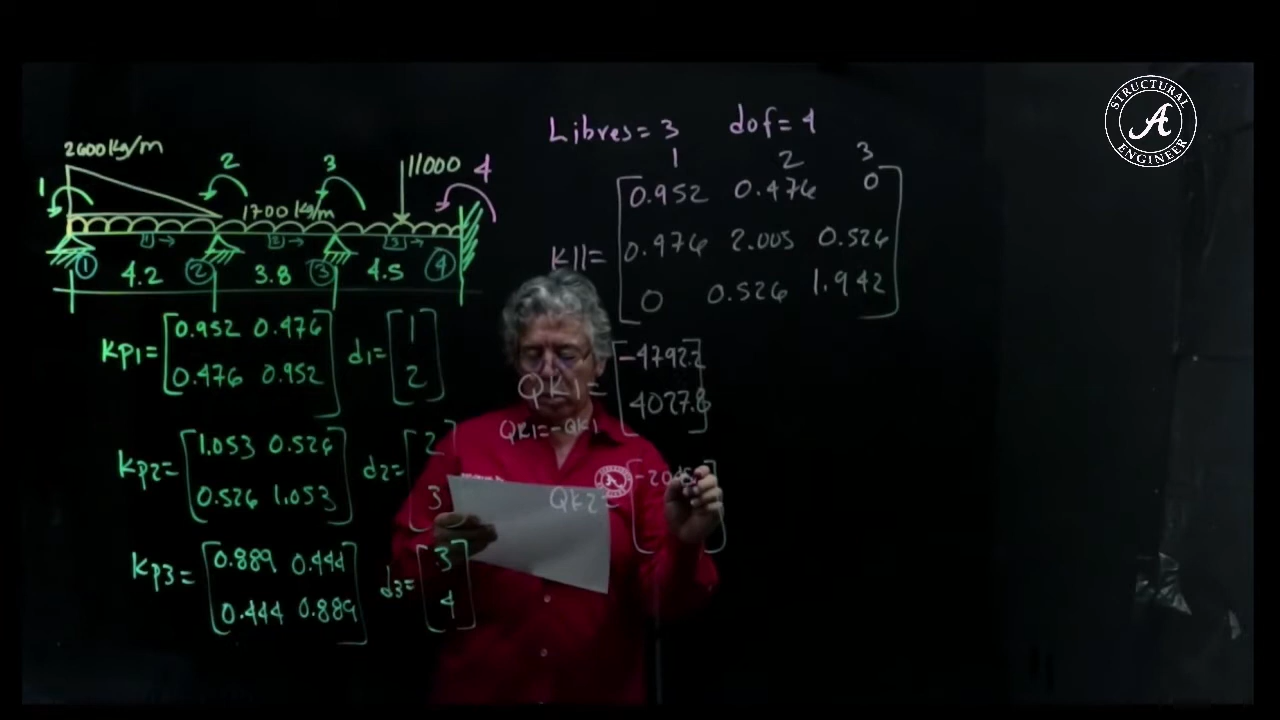 STRUCTURAL
A
ENGINEER
Libres = 3 dof = 4
2600 Kg/m
1 2 3 11000 4
1700 Kg/m
1 → 2 → 3 →
1 4.2 2 3.8 3 4.5 4
1 2 3
K11 =
0.952 0.476 0
0.476 2.005 0.526
0 0.526 1.942
Kp1 =
0.952 0.476
0.476 0.952
d1 =
1
2
QK1 =
-4792.2
4027.8
QR1 = -QK1
Kp2 =
1.053 0.526
0.526 1.053
d2 =
2
3
QK2 =
Kp3 =
0.889 0.444
0.444 0.889
d3 =
3
4